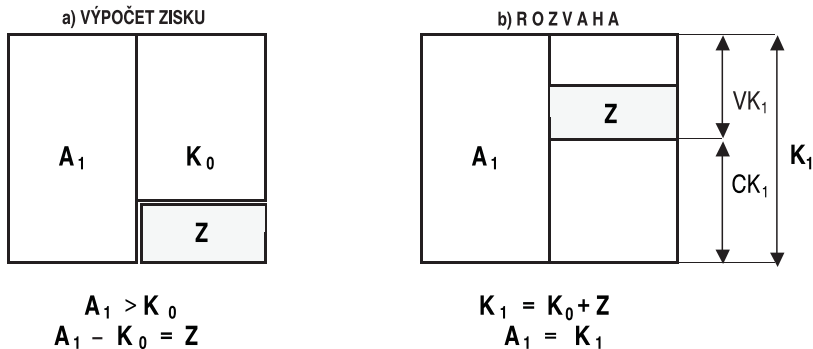 a) VÝPOČET ZISKU
A₁
K₀
Z
A₁ > K₀
A₁ – K₀ = Z
b) R O Z V A H A
A₁
Z
VK₁
CK₁
K₁
K₁ = K₀ + Z
A₁ = K₁